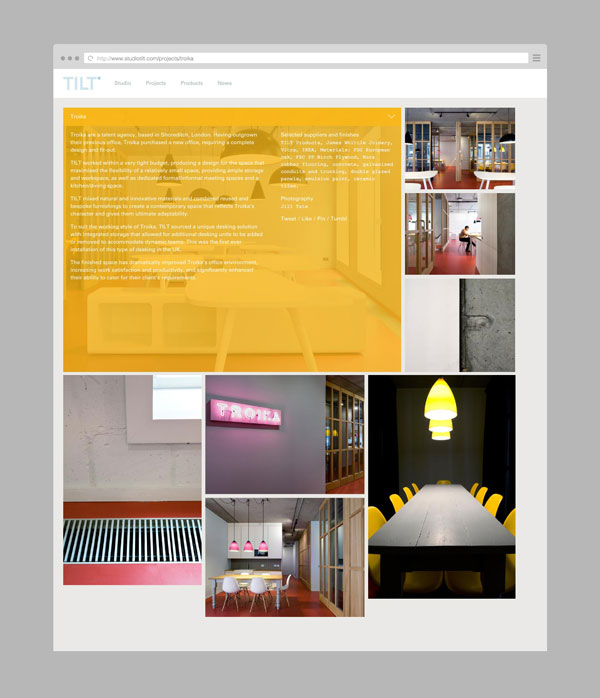 http://www.studiotilt.com/projects/troika
TILT
Studio
Projects
Products
News
Troika
Troika are a talent agency, based in Shoreditch, London. Having outgrown
their previous office, Troika purchased a new office, requiring a complete
design and fit-out.
TILT worked within a very tight budget, producing a design for the space that
maximised the flexibility of a relatively small space, providing ample storage
and workspace, as well as dedicated formal/informal meeting spaces and a
kitchen/dining space.
TILT mixed natural and innovative materials and combined reused and
bespoke furnishings to create a contemporary space that reflects Troika's
character and gives them ultimate adaptability.
To suit the working style of Troika, TILT sourced a unique desking solution
with integrated storage that allowed for additional desking units to be added
or removed to accommodate dynamic teams. This was the first ever
installation of this type of desking in the UK.
The finished space has dramatically improved Troika's office environment,
increasing work satisfaction and productivity, and significantly enhanced
their ability to cater for their client's requirements.
Selected suppliers and finishes
TILT Products, James Whittle Joinery,
Vitra, IKEA, Materials: FSC European
oak, FSC UV Birch Plywood, Nora
rubber flooring, concrete, galvanised
conduit and trunking, double glazed
panels, emulsion paint, ceramic
tiles.
Photography
Jill Tate
Tweet / Like / Pin / Tumblr
TROIKA